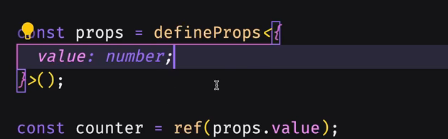 const props = defineProps<{
value: number;
}>();
const counter = ref(props.value);